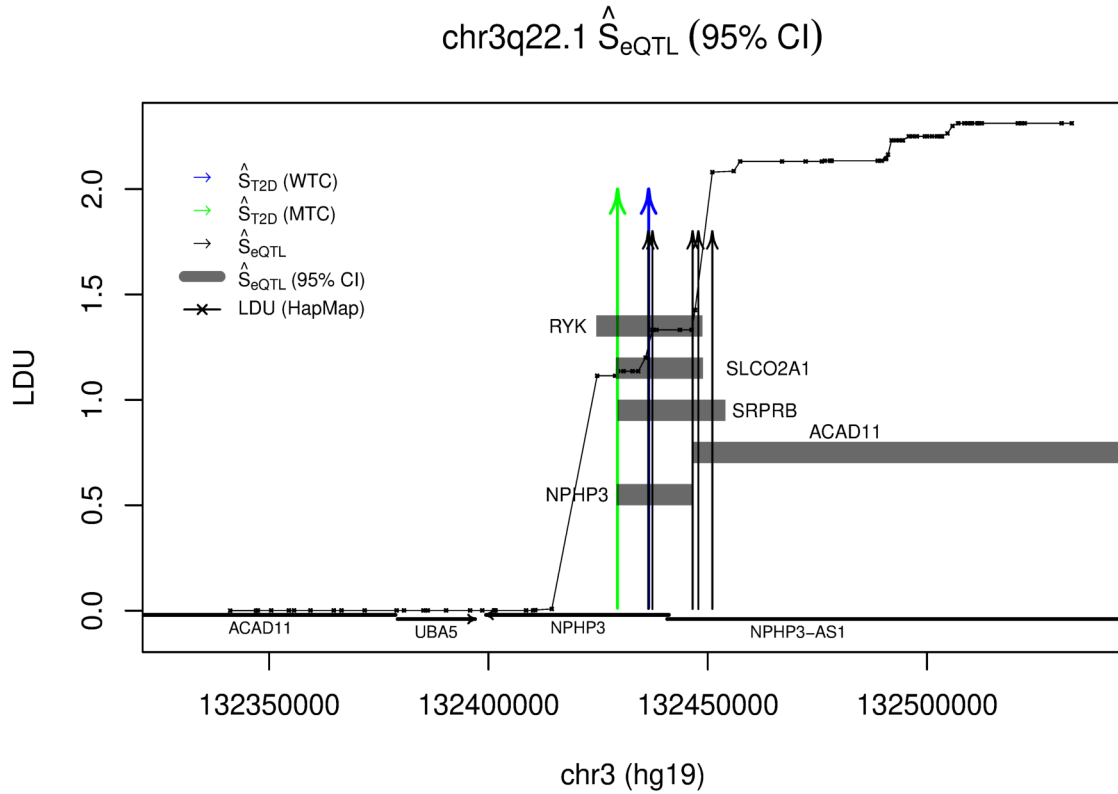 chr3q22.1 Ŝ_eQTL (95% CI)
Ŝ_T2D (WTC)
Ŝ_T2D (MTC)
Ŝ_eQTL
Ŝ_eQTL (95% CI)
LDU (HapMap)
LDU
2.0
1.5
1.0
0.5
0.0
RYK
SLCO2A1
SRPRB
ACAD11
NPHP3
ACAD11
UBA5
NPHP3
NPHP3−AS1
132350000
132400000
132450000
132500000
chr3 (hg19)